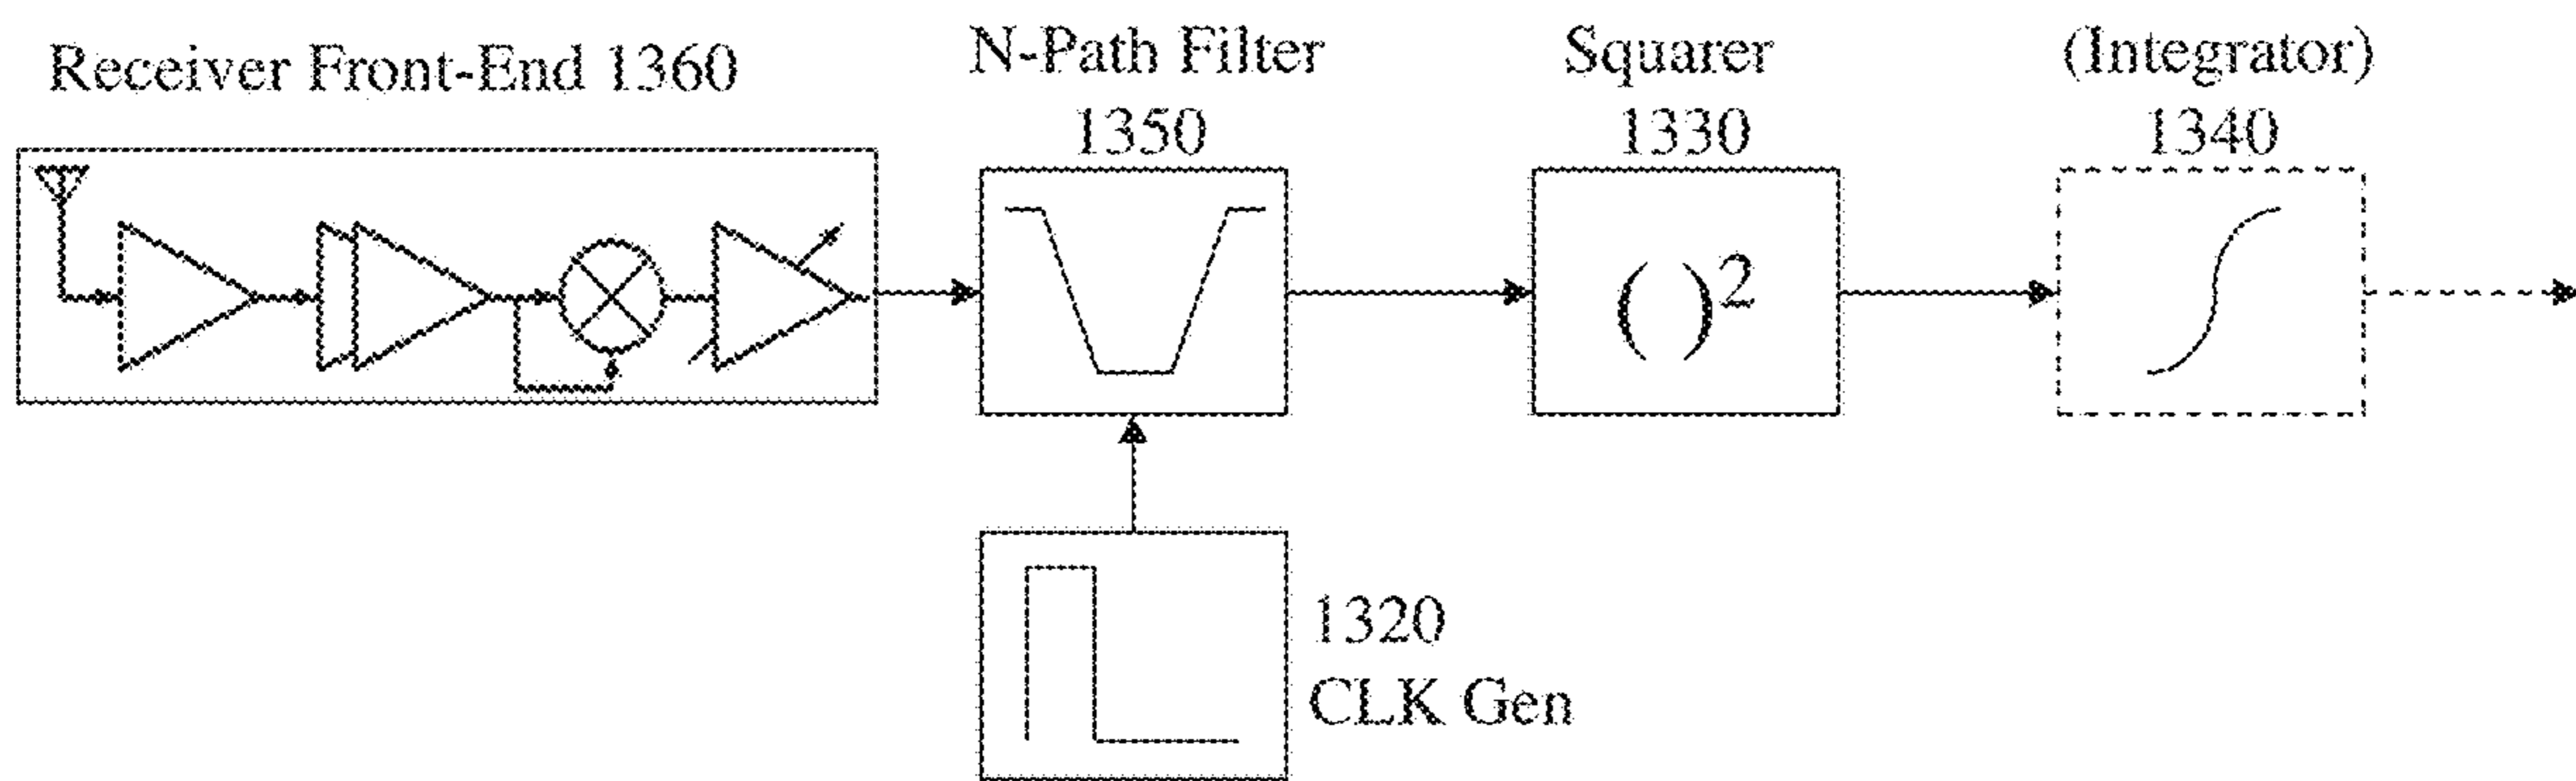 Receiver Front-End 1360
N-Path Filter
1350
Squarer
1330
(Integrator)
1340
( )²
1320
CLK Gen